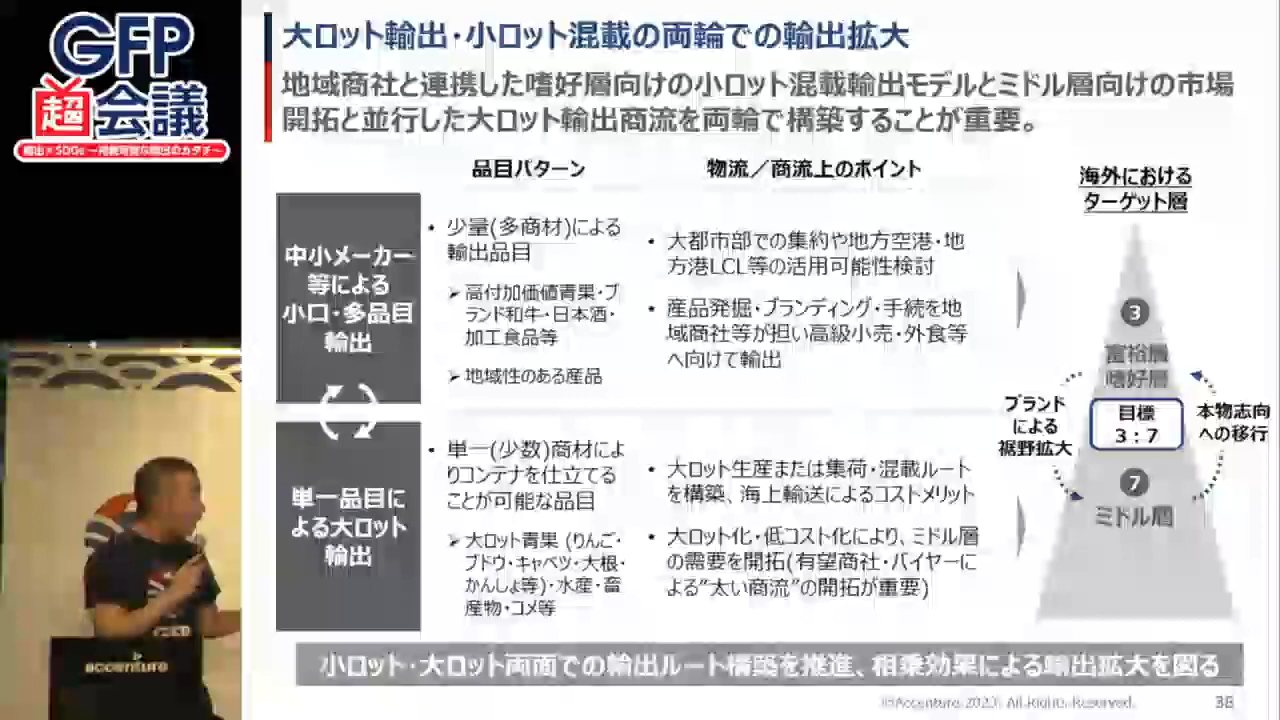 GFP
超会議
輸出×SDGs ～持続可能な輸出のカタチ～
accenture
大ロット輸出・小ロット混載の両輪での輸出拡大
地域商社と連携した嗜好層向けの小ロット混載輸出モデルとミドル層向けの市場
開拓と並行した大ロット輸出商流を両輪で構築することが重要。
品目パターン
物流／商流上のポイント
海外における
ターゲット層
中小メーカー
等による
小口・多品目
輸出
• 少量(多商材)による
輸出品目
➢ 高付加価値青果・ブ
ランド和牛・日本酒・
加工食品等
➢ 地域性のある産品
• 大都市部での集約や地方空港・地
方港LCL等の活用可能性検討
• 産品発掘・ブランディング・手続を地
域商社等が担い高級小売・外食等
へ向けて輸出
単一品目に
よる大ロット
輸出
• 単一(少数)商材によ
りコンテナを仕立てる
ことが可能な品目
➢ 大ロット青果 (りんご・
ブドウ・キャベツ・大根・
かんしょ等)・水産・畜
産物・コメ等
• 大ロット生産または集荷・混載ルート
を構築、海上輸送によるコストメリット
• 大ロット化・低コスト化により、ミドル層
の需要を開拓(有望商社・バイヤーに
よる“太い商流”の開拓が重要)
3
富裕層
嗜好層
ブランド
による
裾野拡大
目標
3：7
本物志向
への移行
7
ミドル層
小ロット・大ロット両面での輸出ルート構築を推進、相乗効果による輸出拡大を図る
All Rights Reserved.
36